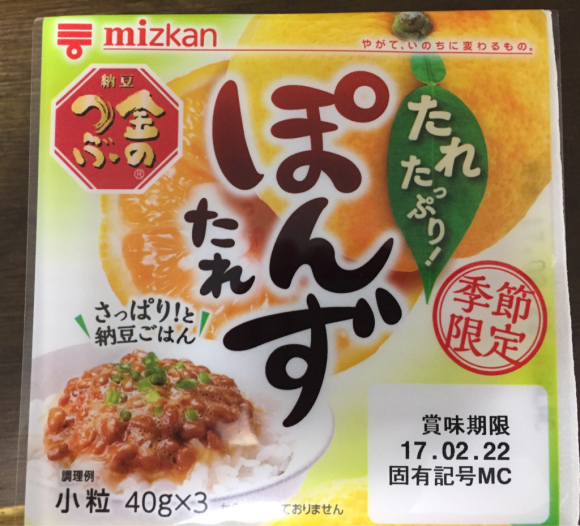 mizkan
やがて、いのちに変わるもの。
納豆
金の
つぶ®
たれ
たっぷり!
ぽんず
たれ
季節
限定
さっぱり!と
納豆ごはん
賞味期限
17.02.22
固有記号MC
調理例
小粒 40g×3
ておりません